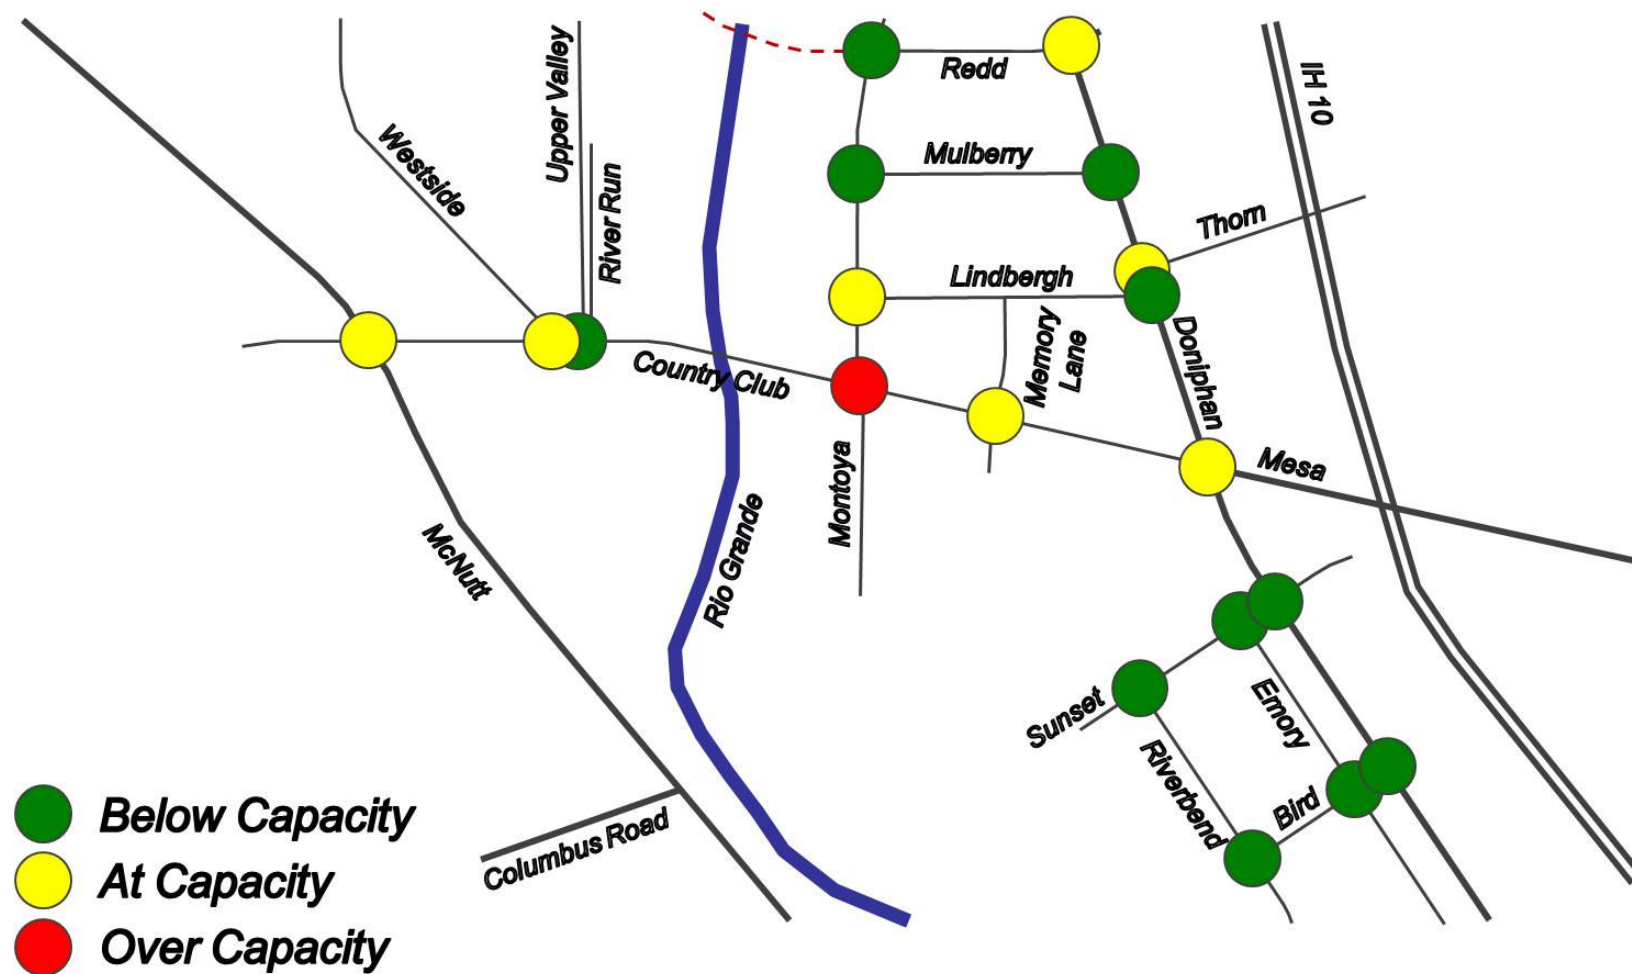 Upper Valley
Redd
IH 10
Westside
Mulberry
River Run
Thorn
Lindbergh
Memory
Lane
Doniphan
Country Club
Montoya
Mesa
McNutt
Rio Grande
Sunset
Emory
Riverbend
Bird
Columbus Road
Below Capacity
At Capacity
Over Capacity